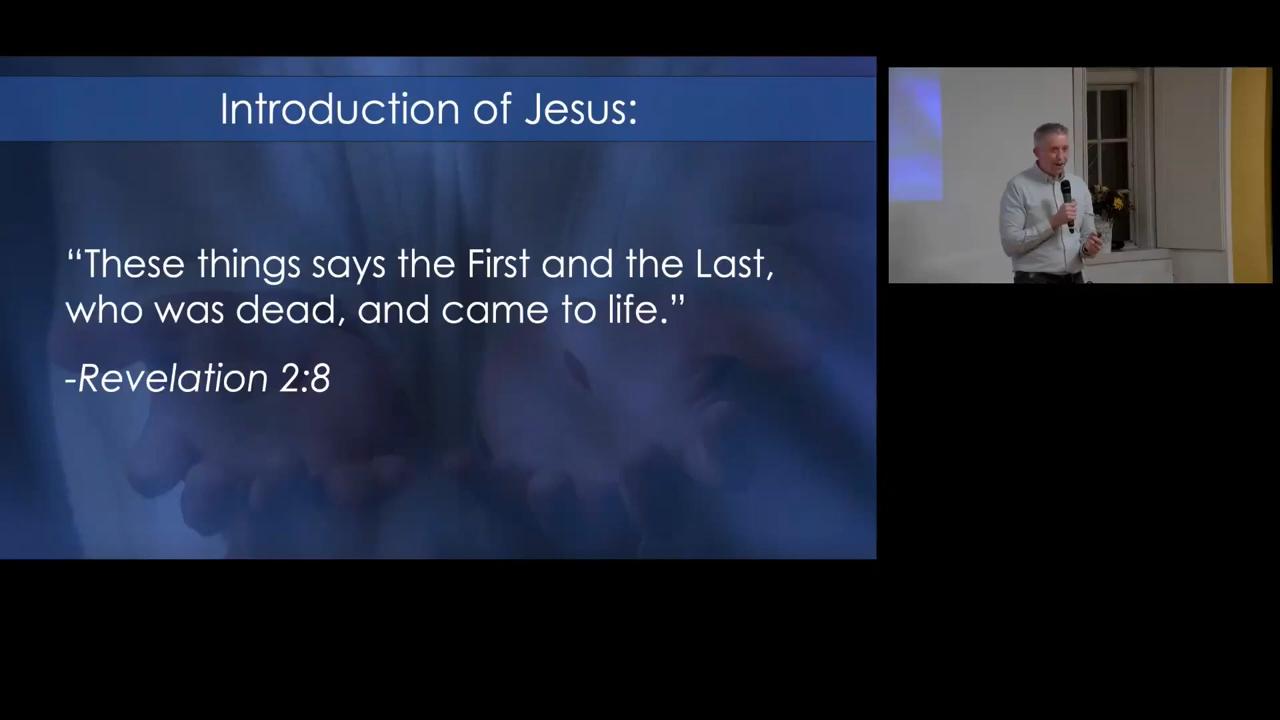 Introduction of Jesus:
“These things says the First and the Last,
who was dead, and came to life.”
-Revelation 2:8